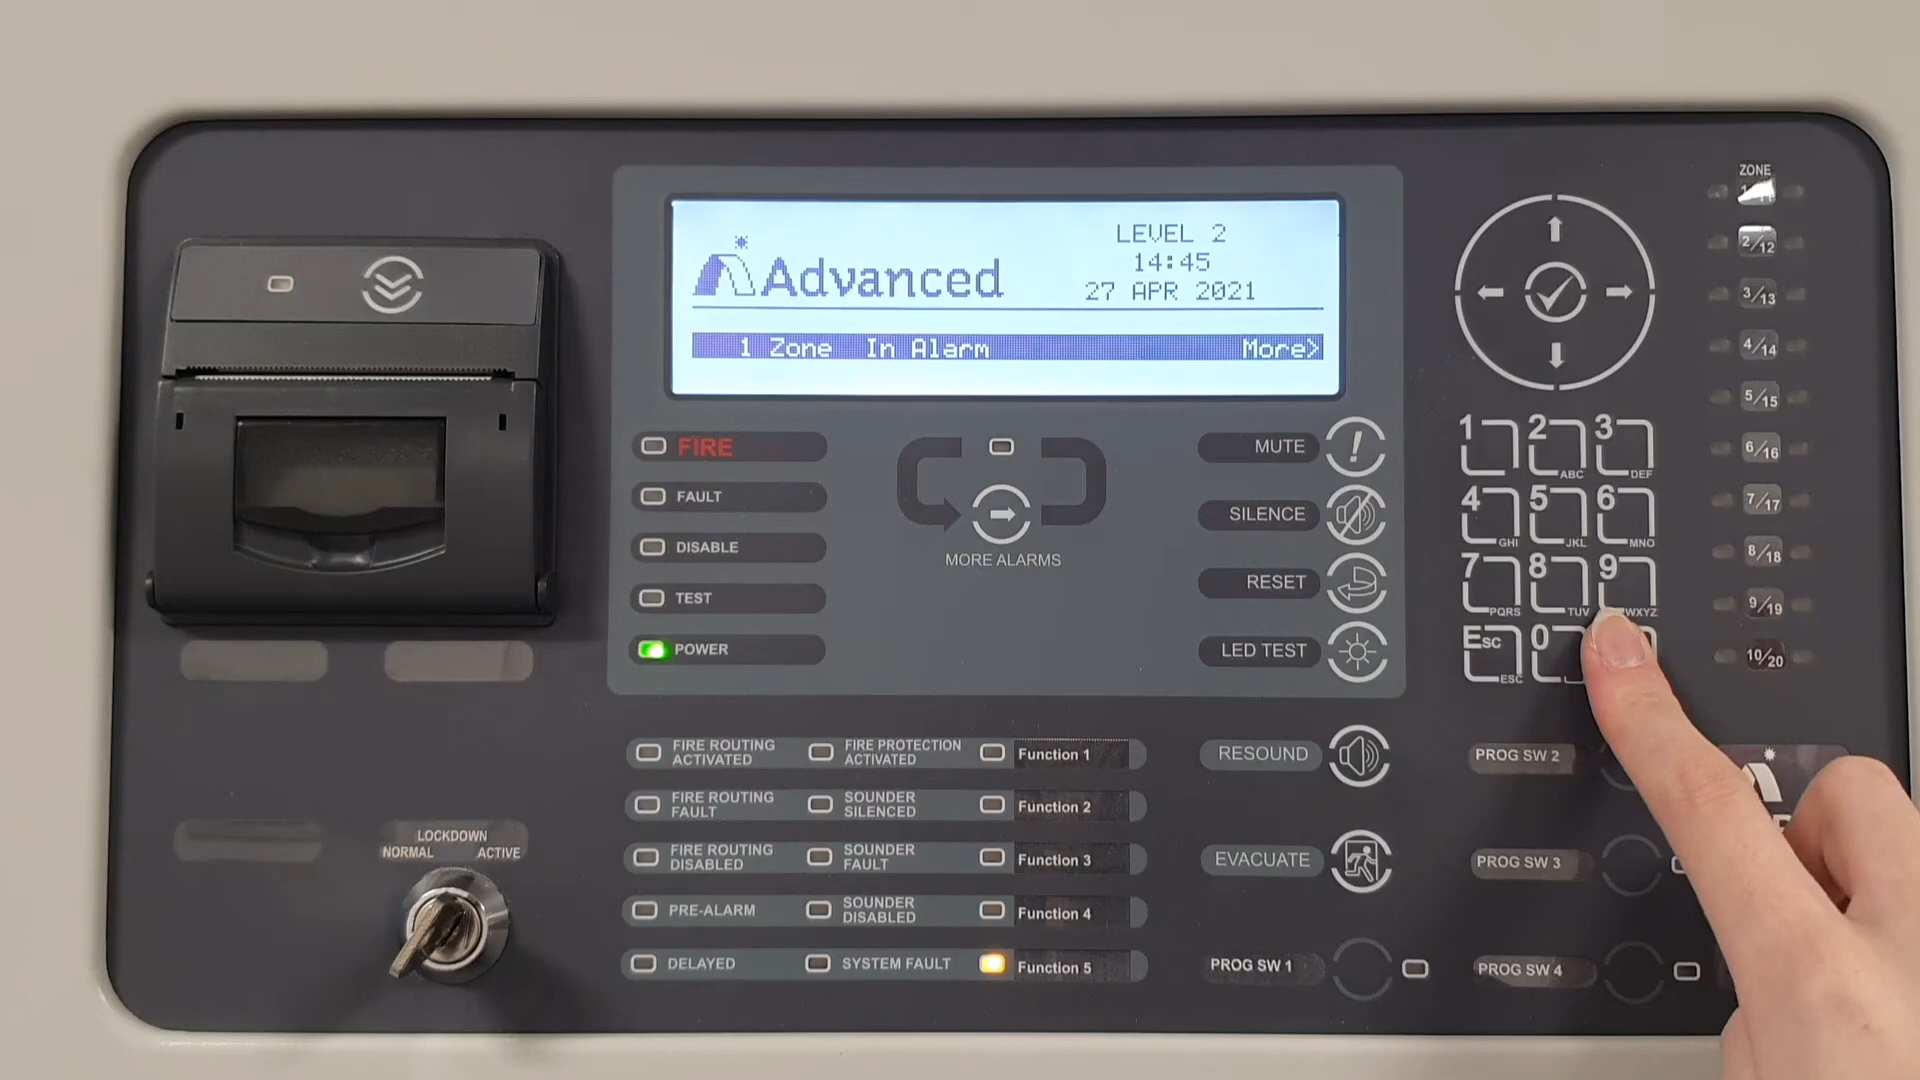 LEVEL 2
14:45
27 APR 2021
Advanced
1 Zone In Alarm More>
FIRE
FAULT
DISABLE
TEST
POWER
MORE ALARMS
MUTE
SILENCE
RESET
LED TEST
1
2 ABC
3 DEF
4 GHI
5 JKL
6 MNO
7 PQRS
8 TUV
9 WXYZ
Esc ESC
0
ZONE
2/12
3/13
4/14
5/15
6/16
7/17
8/18
9/19
10/20
FIRE ROUTING
ACTIVATED
FIRE PROTECTION
ACTIVATED
Function 1
FIRE ROUTING
FAULT
SOUNDER
SILENCED
Function 2
FIRE ROUTING
DISABLED
SOUNDER
FAULT
Function 3
PRE-ALARM
SOUNDER
DISABLED
Function 4
DELAYED
SYSTEM FAULT
Function 5
RESOUND
EVACUATE
PROG SW 1
PROG SW 2
PROG SW 3
PROG SW 4
LOCKDOWN
NORMAL ACTIVE